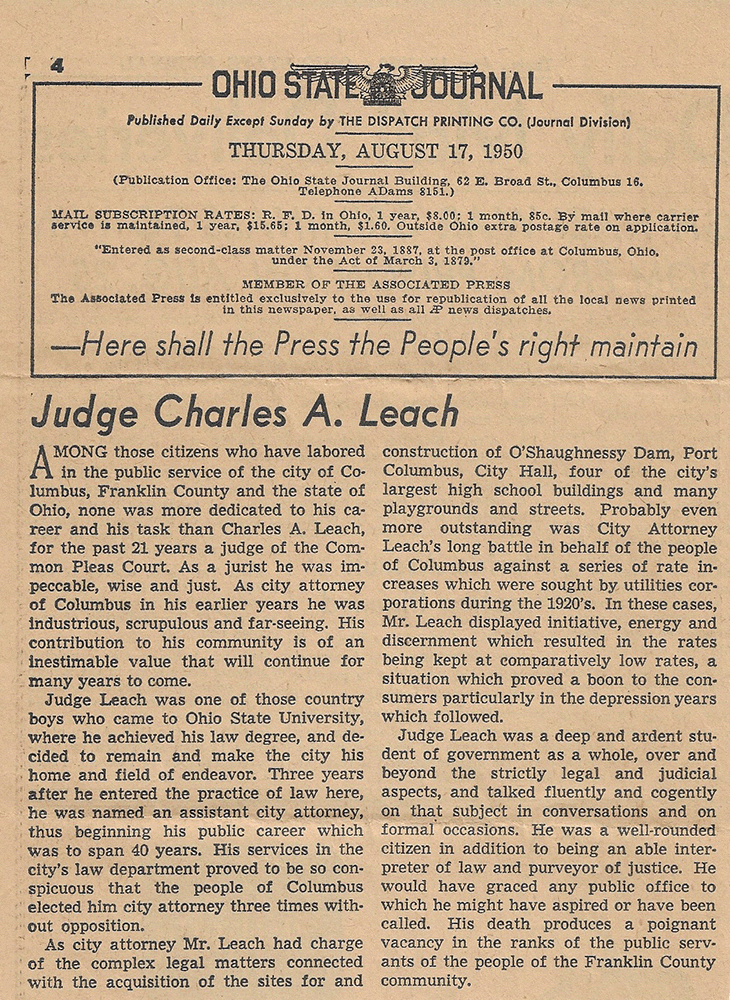 4
OHIO STATE JOURNAL
Published Daily Except Sunday by THE DISPATCH PRINTING CO. (Journal Division)
THURSDAY, AUGUST 17, 1950
(Publication Office: The Ohio State Journal Building, 62 E. Broad St., Columbus 16.
Telephone ADams 8151.)
MAIL SUBSCRIPTION RATES: R. F. D. in Ohio, 1 year, $8.00; 1 month, 85c. By mail where carrier
service is maintained, 1 year, $15.65; 1 month, $1.60. Outside Ohio extra postage rate on application.
"Entered as second-class matter November 23, 1887, at the post office at Columbus, Ohio,
under the Act of March 3, 1879."
MEMBER OF THE ASSOCIATED PRESS
The Associated Press is entitled exclusively to the use for republication of all the local news printed
in this newspaper, as well as all AP news dispatches.
—Here shall the Press the People's right maintain
Judge Charles A. Leach
AMONG those citizens who have labored
in the public service of the city of Co-
lumbus, Franklin County and the state of
Ohio, none was more dedicated to his ca-
reer and his task than Charles A. Leach,
for the past 21 years a judge of the Com-
mon Pleas Court. As a jurist he was im-
peccable, wise and just. As city attorney
of Columbus in his earlier years he was
industrious, scrupulous and far-seeing. His
contribution to his community is of an
inestimable value that will continue for
many years to come.
Judge Leach was one of those country
boys who came to Ohio State University,
where he achieved his law degree, and de-
cided to remain and make the city his
home and field of endeavor. Three years
after he entered the practice of law here,
he was named an assistant city attorney,
thus beginning his public career which
was to span 40 years. His services in the
city's law department proved to be so con-
spicuous that the people of Columbus
elected him city attorney three times with-
out opposition.
As city attorney Mr. Leach had charge
of the complex legal matters connected
with the acquisition of the sites for and
construction of O'Shaughnessy Dam, Port
Columbus, City Hall, four of the city's
largest high school buildings and many
playgrounds and streets. Probably even
more outstanding was City Attorney
Leach's long battle in behalf of the people
of Columbus against a series of rate in-
creases which were sought by utilities cor-
porations during the 1920's. In these cases,
Mr. Leach displayed initiative, energy and
discernment which resulted in the rates
being kept at comparatively low rates, a
situation which proved a boon to the con-
sumers particularly in the depression years
which followed.
Judge Leach was a deep and ardent stu-
dent of government as a whole, over and
beyond the strictly legal and judicial
aspects, and talked fluently and cogently
on that subject in conversations and on
formal occasions. He was a well-rounded
citizen in addition to being an able inter-
preter of law and purveyor of justice. He
would have graced any public office to
which he might have aspired or have been
called. His death produces a poignant
vacancy in the ranks of the public serv-
ants of the people of the Franklin County
community.